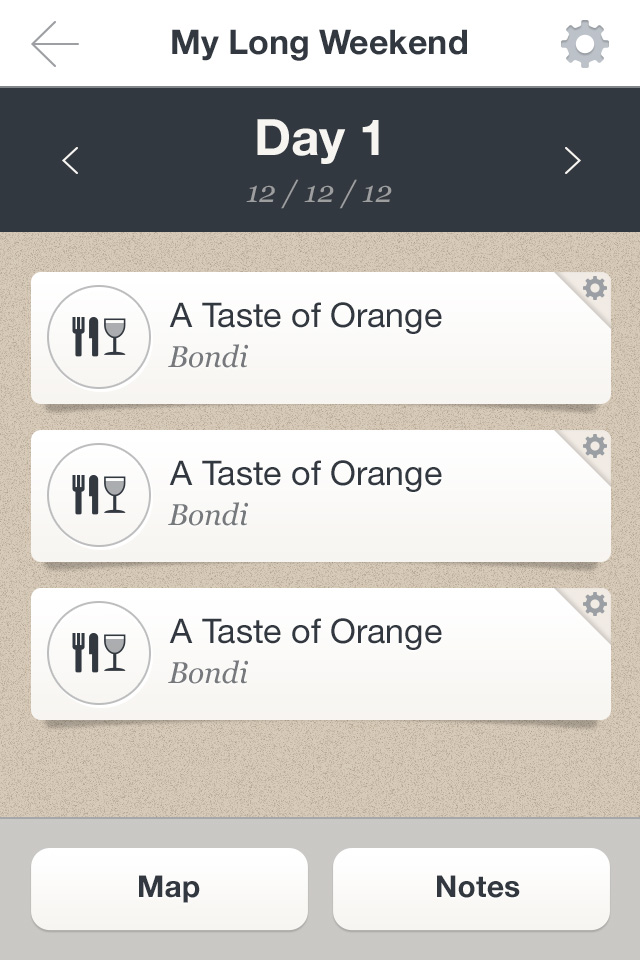 My Long Weekend
Day 1
12 / 12 / 12
A Taste of Orange
Bondi
A Taste of Orange
Bondi
A Taste of Orange
Bondi
Map
Notes